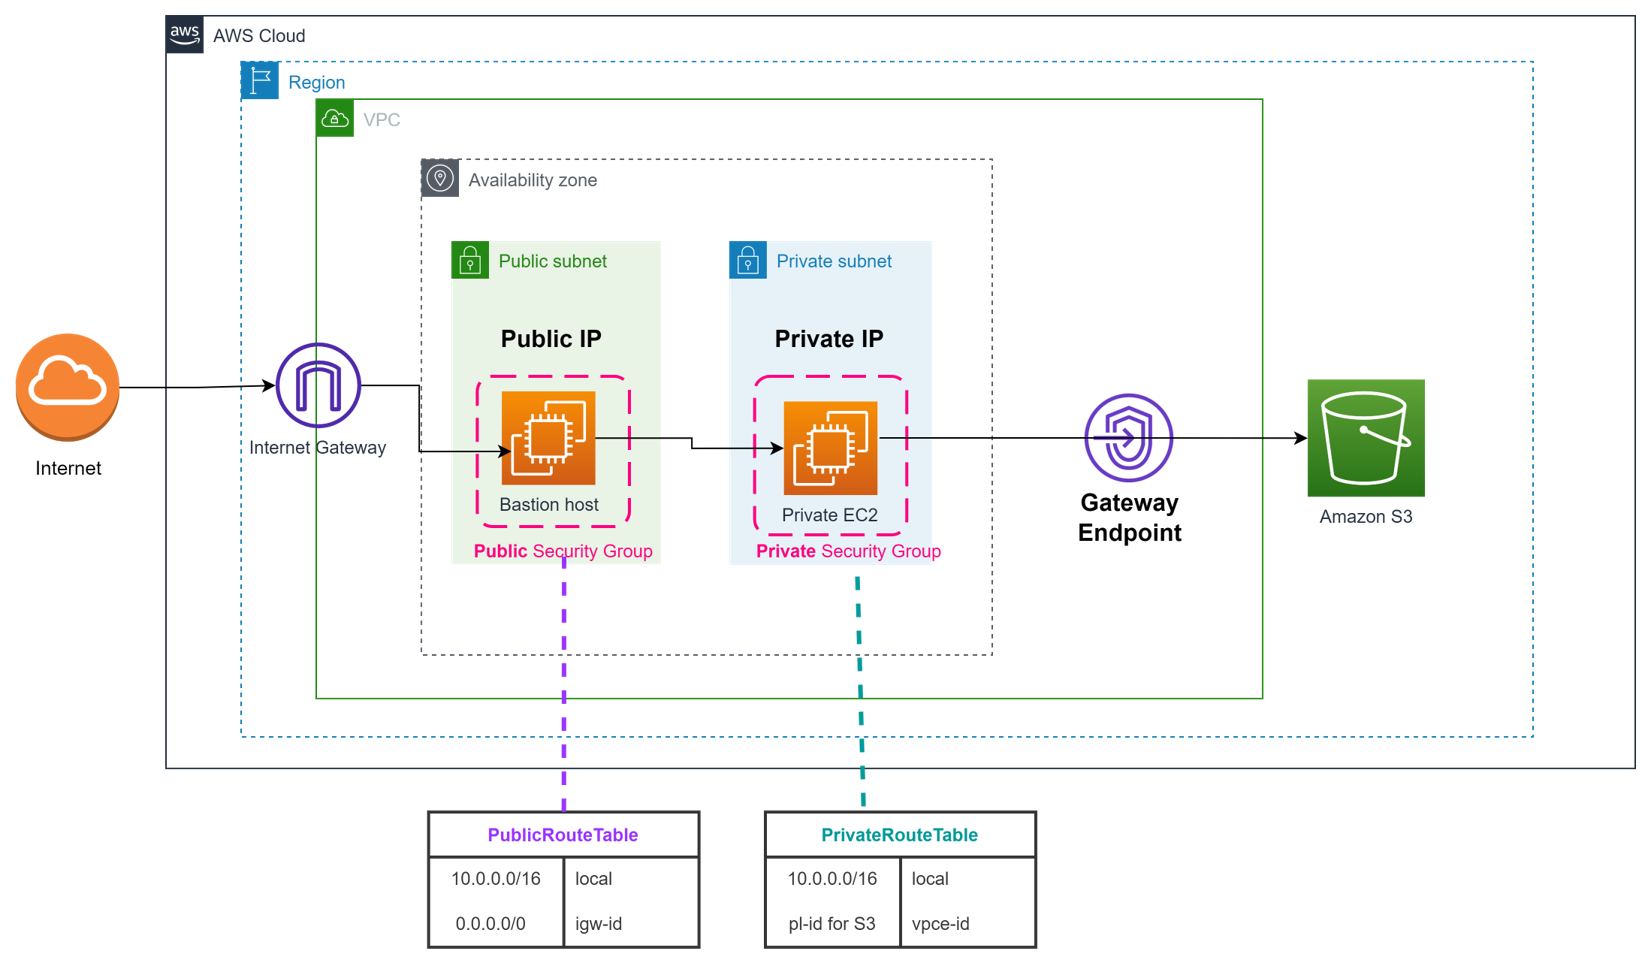 aws
AWS Cloud
Region
VPC
Availability zone
Public subnet
Private subnet
Public IP
Private IP
Internet
Internet Gateway
Bastion host
Private EC2
Public Security Group
Private Security Group
Gateway
Endpoint
Amazon S3
PublicRouteTable
10.0.0.0/16 local
0.0.0.0/0 igw-id
PrivateRouteTable
10.0.0.0/16 local
pl-id for S3 vpce-id